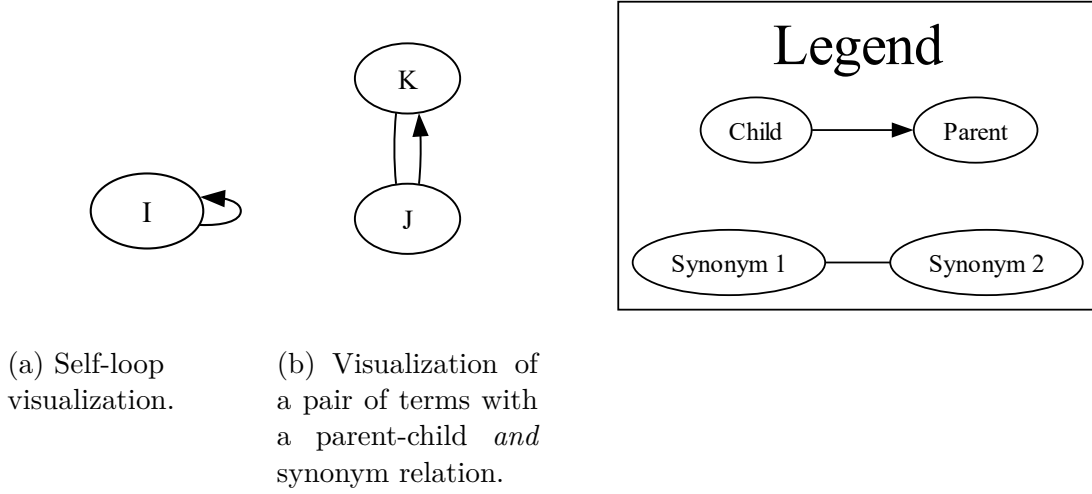 K
I
J
(a) Self-loop
visualization.
(b) Visualization of
a pair of terms with
a parent-child and
synonym relation.
Legend
Child
Parent
Synonym 1
Synonym 2